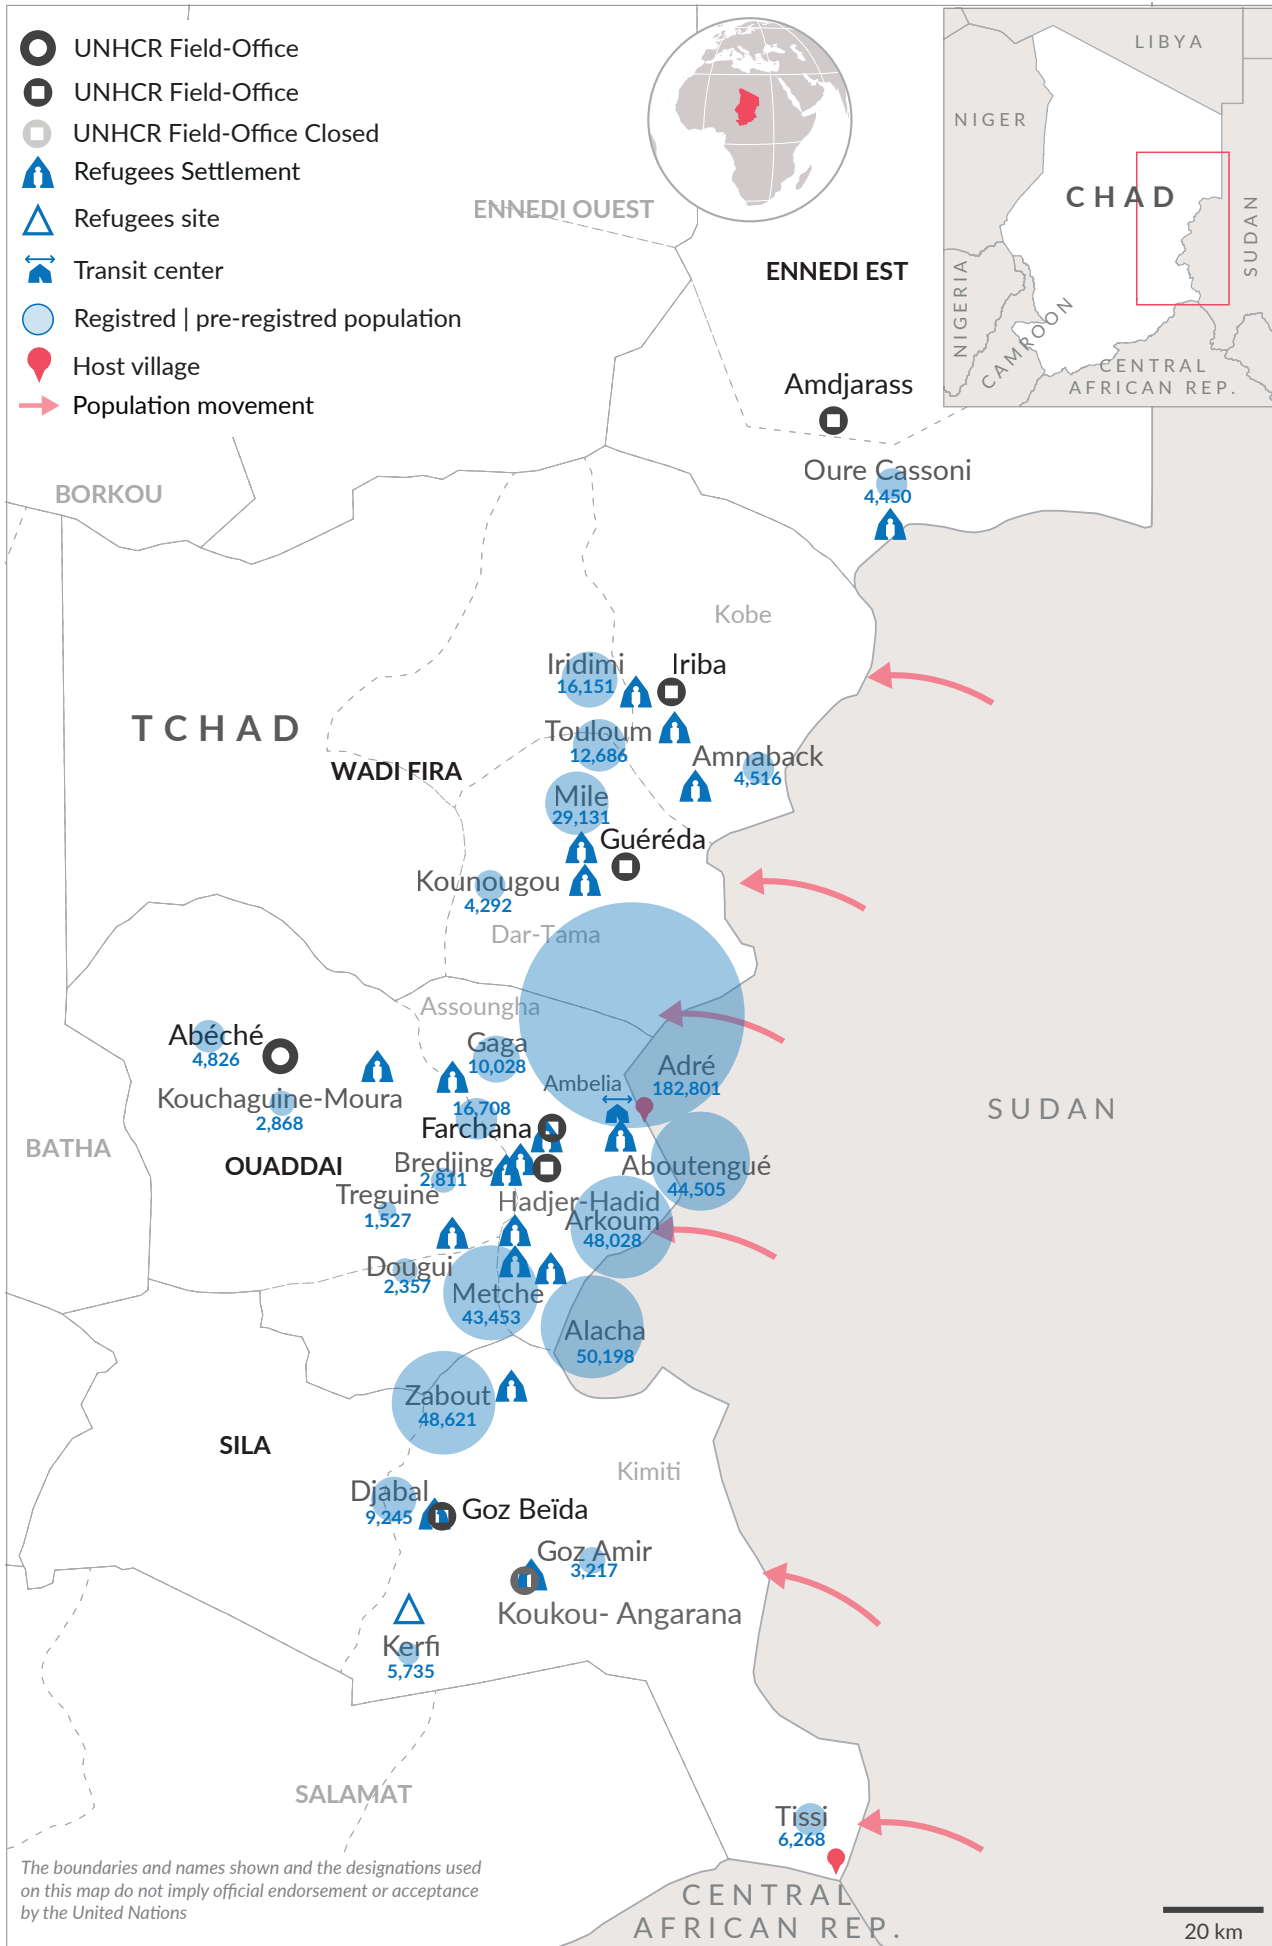 UNHCR Field-Office
UNHCR Field-Office
UNHCR Field-Office Closed
Refugees Settlement
Refugees site
Transit center
Registred | pre-registred population
Host village
Population movement
LIBYA
NIGER
CHAD
SUDAN
NIGERIA
CAMROON
CENTRAL
AFRICAN REP.
ENNEDI OUEST
ENNEDI EST
Amdjarass
Oure Cassoni
4,450
BORKOU
Kobe
Iridimi
16,151
Iriba
TCHAD
Touloum
12,686
WADI FIRA
Amnaback
4,516
Mile
29,131
Guéréda
Kounougou
4,292
Dar-Tama
Assoungha
Abéché
4,826
Gaga
10,028
Adré
182,801
Ambelia
Kouchaguine-Moura
2,868
16,708
Farchana
SUDAN
BATHA
OUADDAI
Bredjing
2,811
Aboutengué
44,505
Treguine
1,527
Hadjer-Hadid
Arkoum
48,028
Dougui
2,357
Metche
43,453
Alacha
50,198
Zabout
48,621
SILA
Kimiti
Djabal
9,245
Goz Beïda
Goz Amir
3,217
Koukou- Angarana
Kerfi
5,735
SALAMAT
Tissi
6,268
The boundaries and names shown and the designations used
on this map do not imply official endorsement or acceptance
by the United Nations
CENTRAL
AFRICAN REP.
20 km